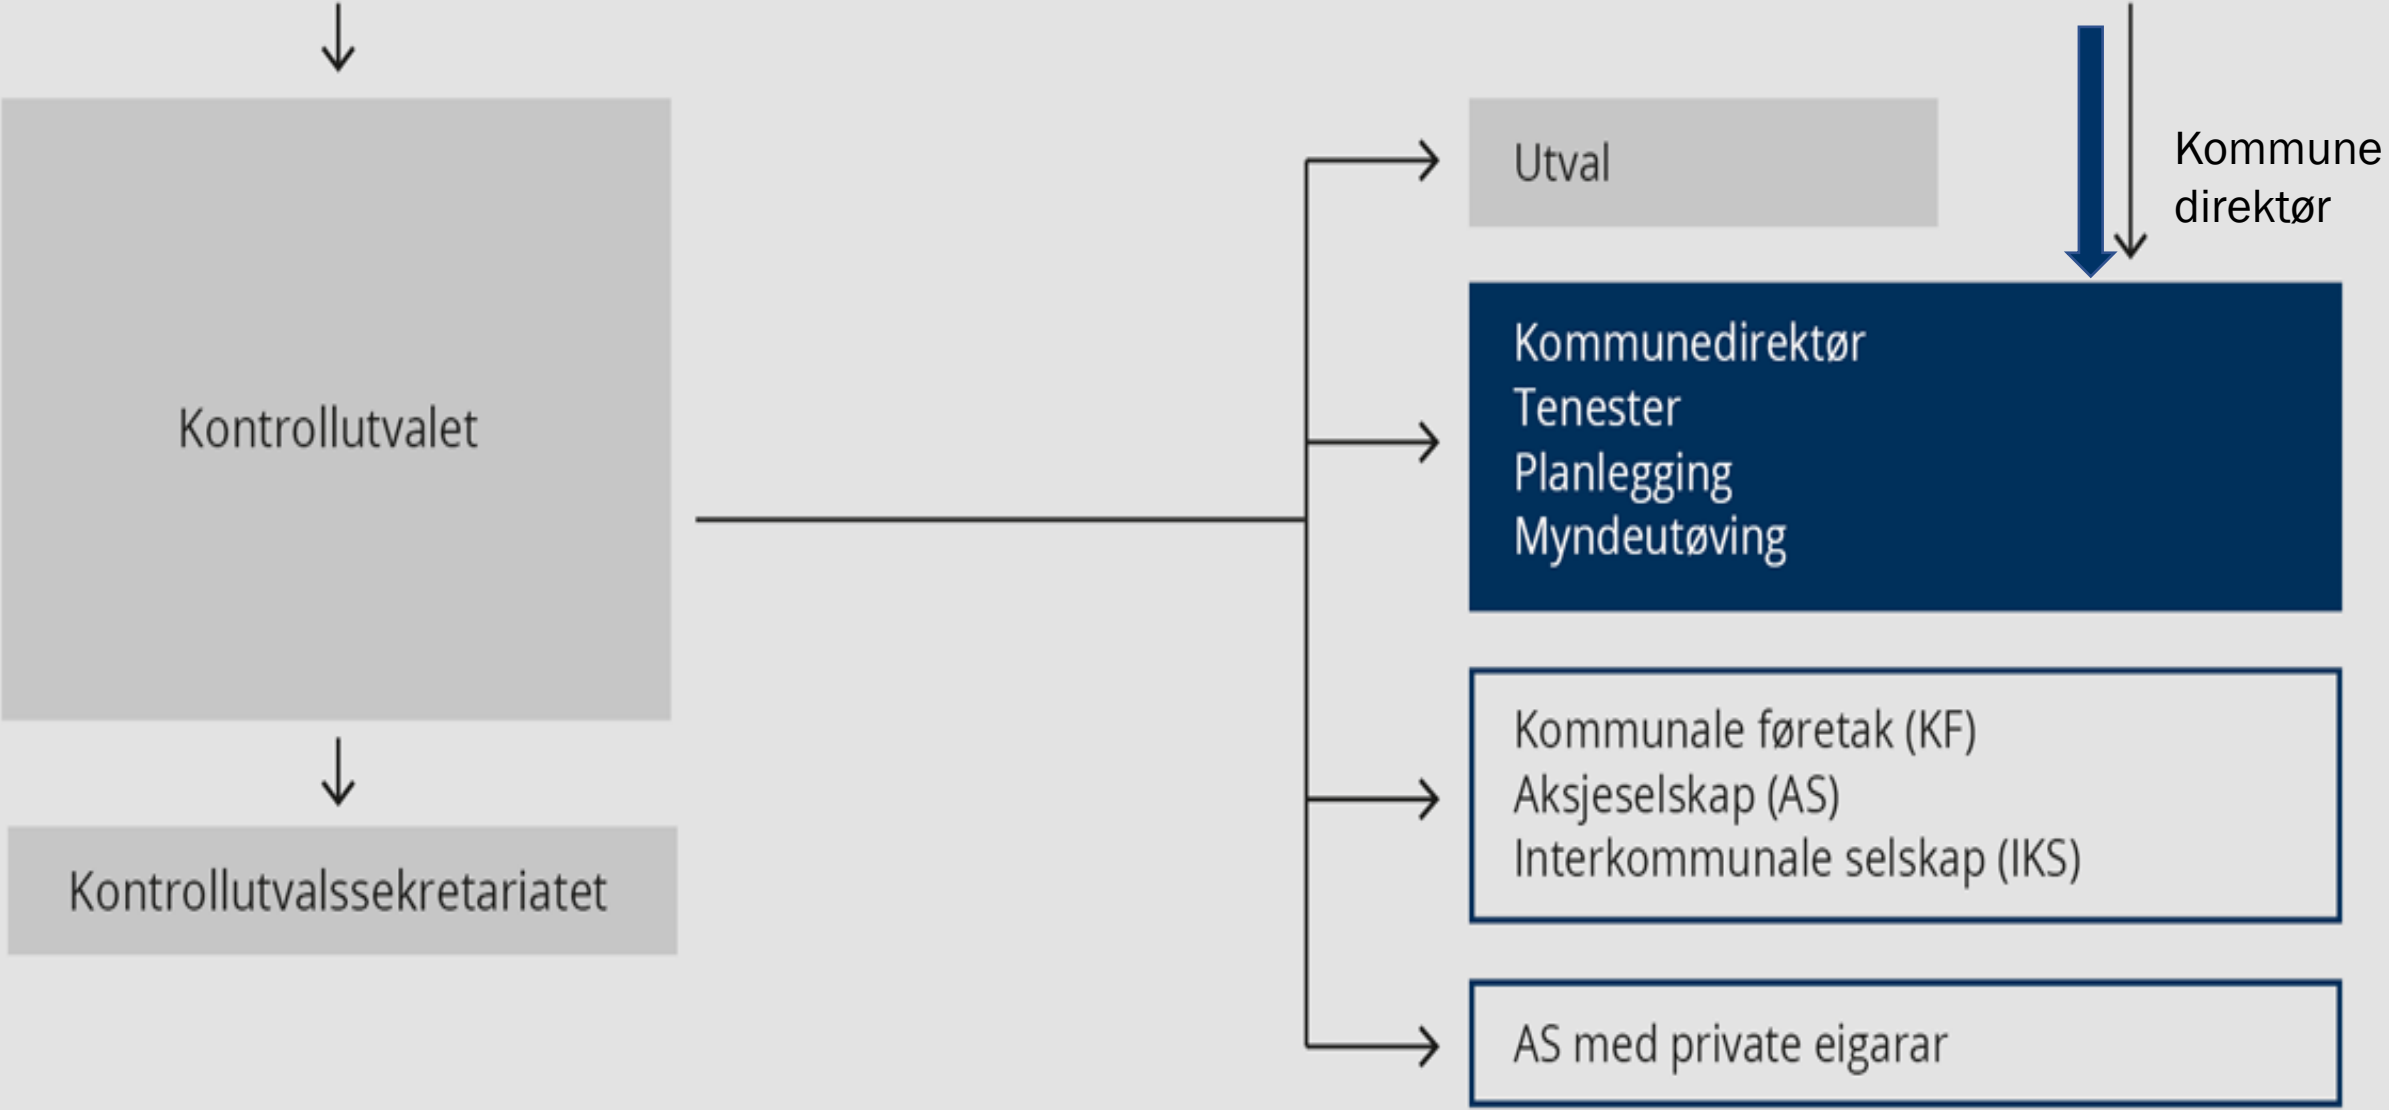 Kontrollutvalet
Kontrollutvalssekretariatet
Utval
Kommune
direktør
Kommunedirektør
Tenester
Planlegging
Myndeutøving
Kommunale føretak (KF)
Aksjeselskap (AS)
Interkommunale selskap (IKS)
AS med private eigarar